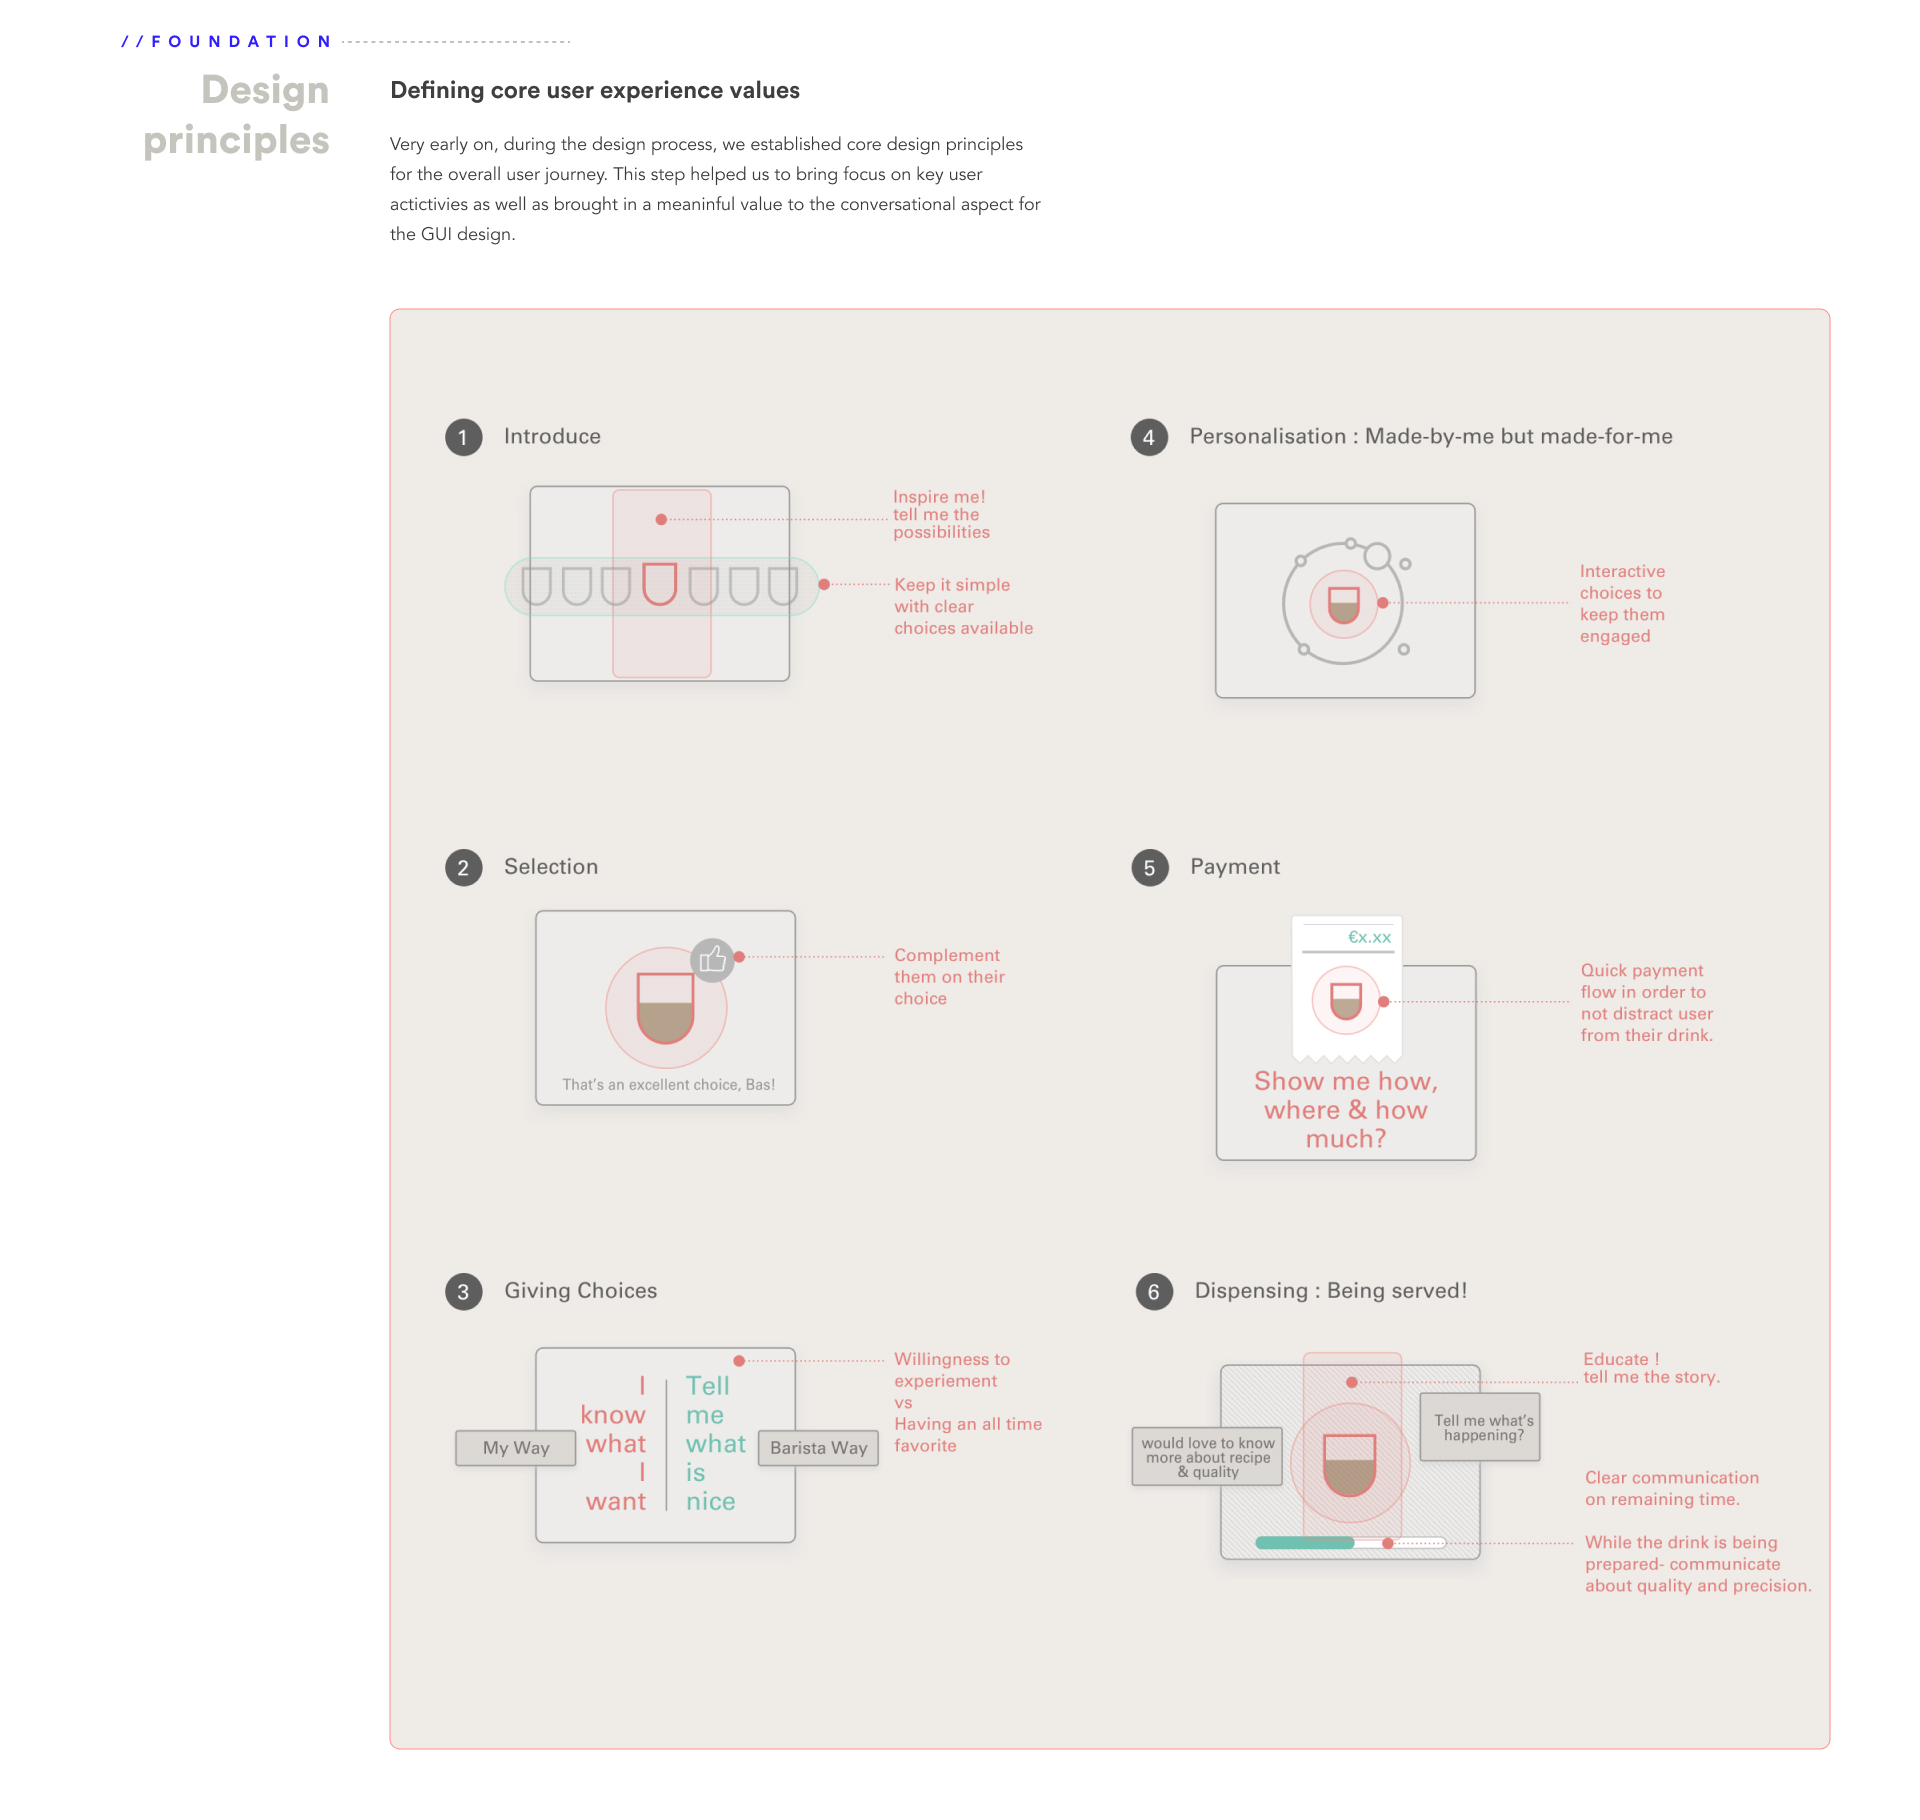 //FOUNDATION
Design
principles
Defining core user experience values
Very early on, during the design process, we established core design principles
for the overall user journey. This step helped us to bring focus on key user
actictivies as well as brought in a meaninful value to the conversational aspect for
the GUI design.
1 Introduce
Inspire me!
tell me the
possibilities
Keep it simple
with clear
choices available
2 Selection
Complement
them on their
choice
That's an excellent choice, Bas!
3 Giving Choices
My Way
I
know
what
I
want
Tell
me
what
is
nice
Barista Way
Willingness to
experiement
vs
Having an all time
favorite
4 Personalisation : Made-by-me but made-for-me
Interactive
choices to
keep them
engaged
5 Payment
€x.xx
Show me how,
where & how
much?
Quick payment
flow in order to
not distract user
from their drink.
6 Dispensing : Being served!
would love to know
more about recipe
& quality
Tell me what's
happening?
Educate !
tell me the story.
Clear communication
on remaining time.
While the drink is being
prepared- communicate
about quality and precision.